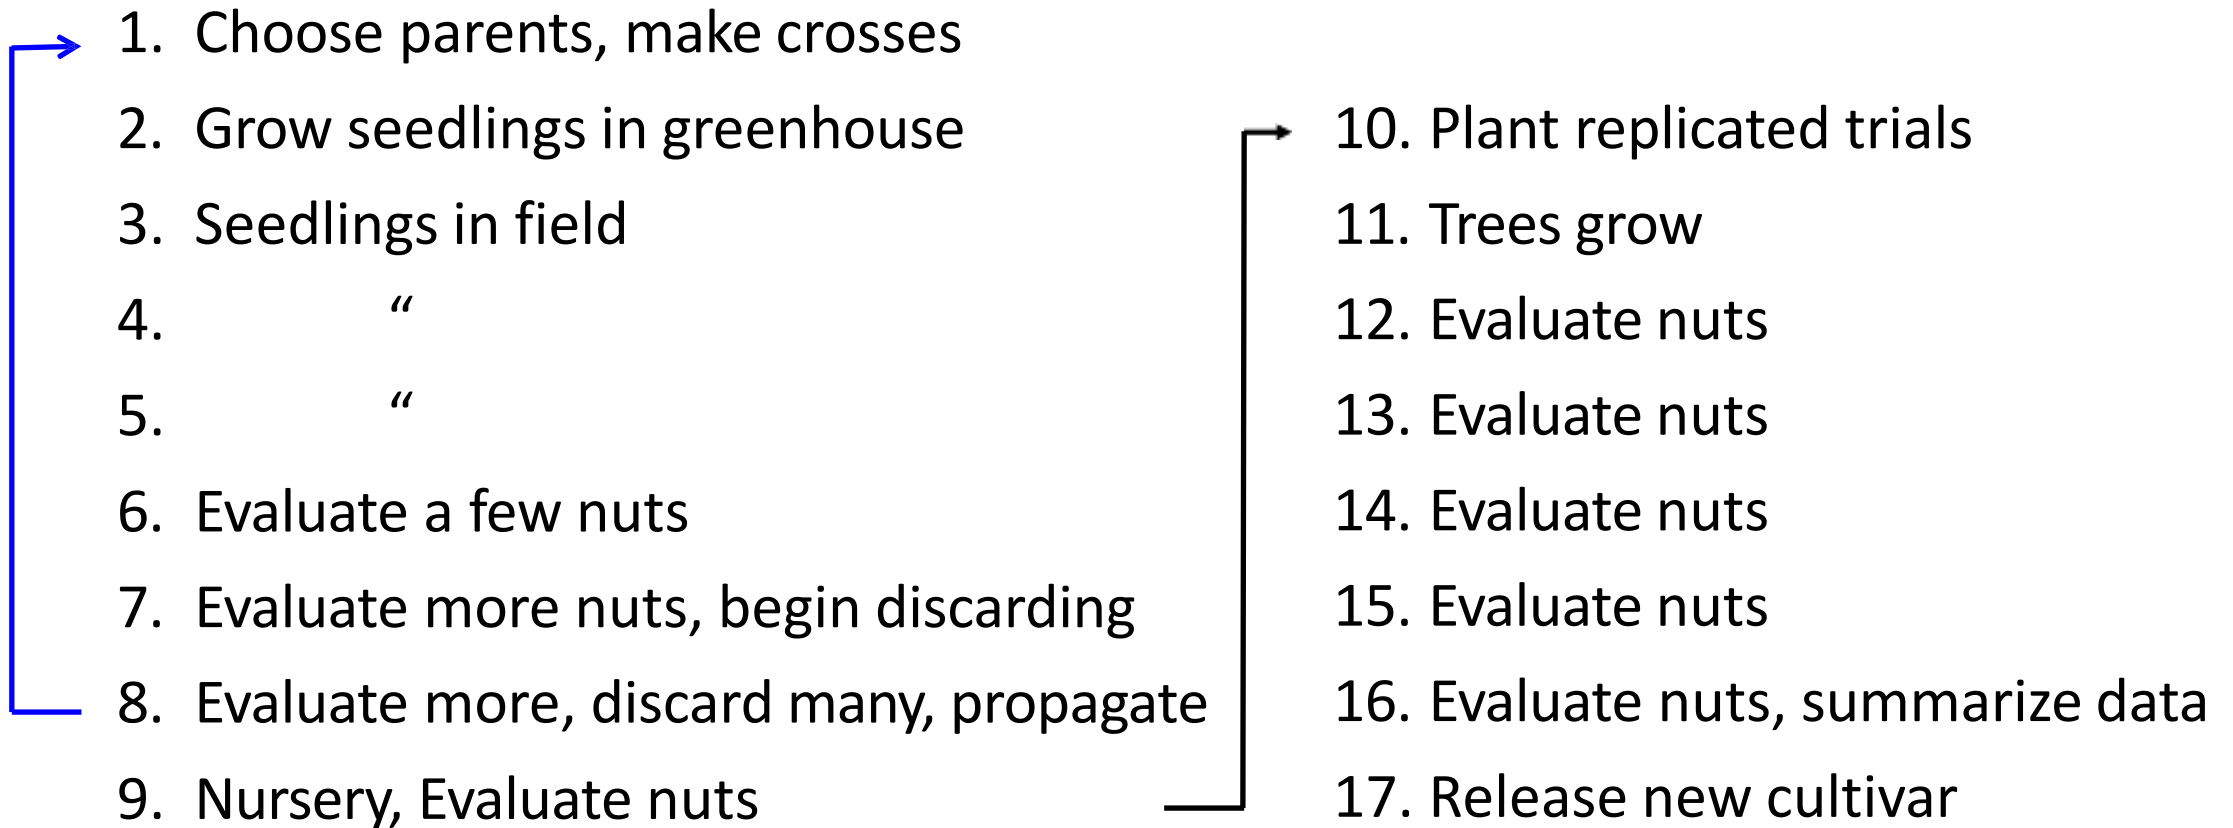 1. Choose parents, make crosses
2. Grow seedlings in greenhouse
3. Seedlings in field
4. “
5. “
6. Evaluate a few nuts
7. Evaluate more nuts, begin discarding
8. Evaluate more, discard many, propagate
9. Nursery, Evaluate nuts
10. Plant replicated trials
11. Trees grow
12. Evaluate nuts
13. Evaluate nuts
14. Evaluate nuts
15. Evaluate nuts
16. Evaluate nuts, summarize data
17. Release new cultivar